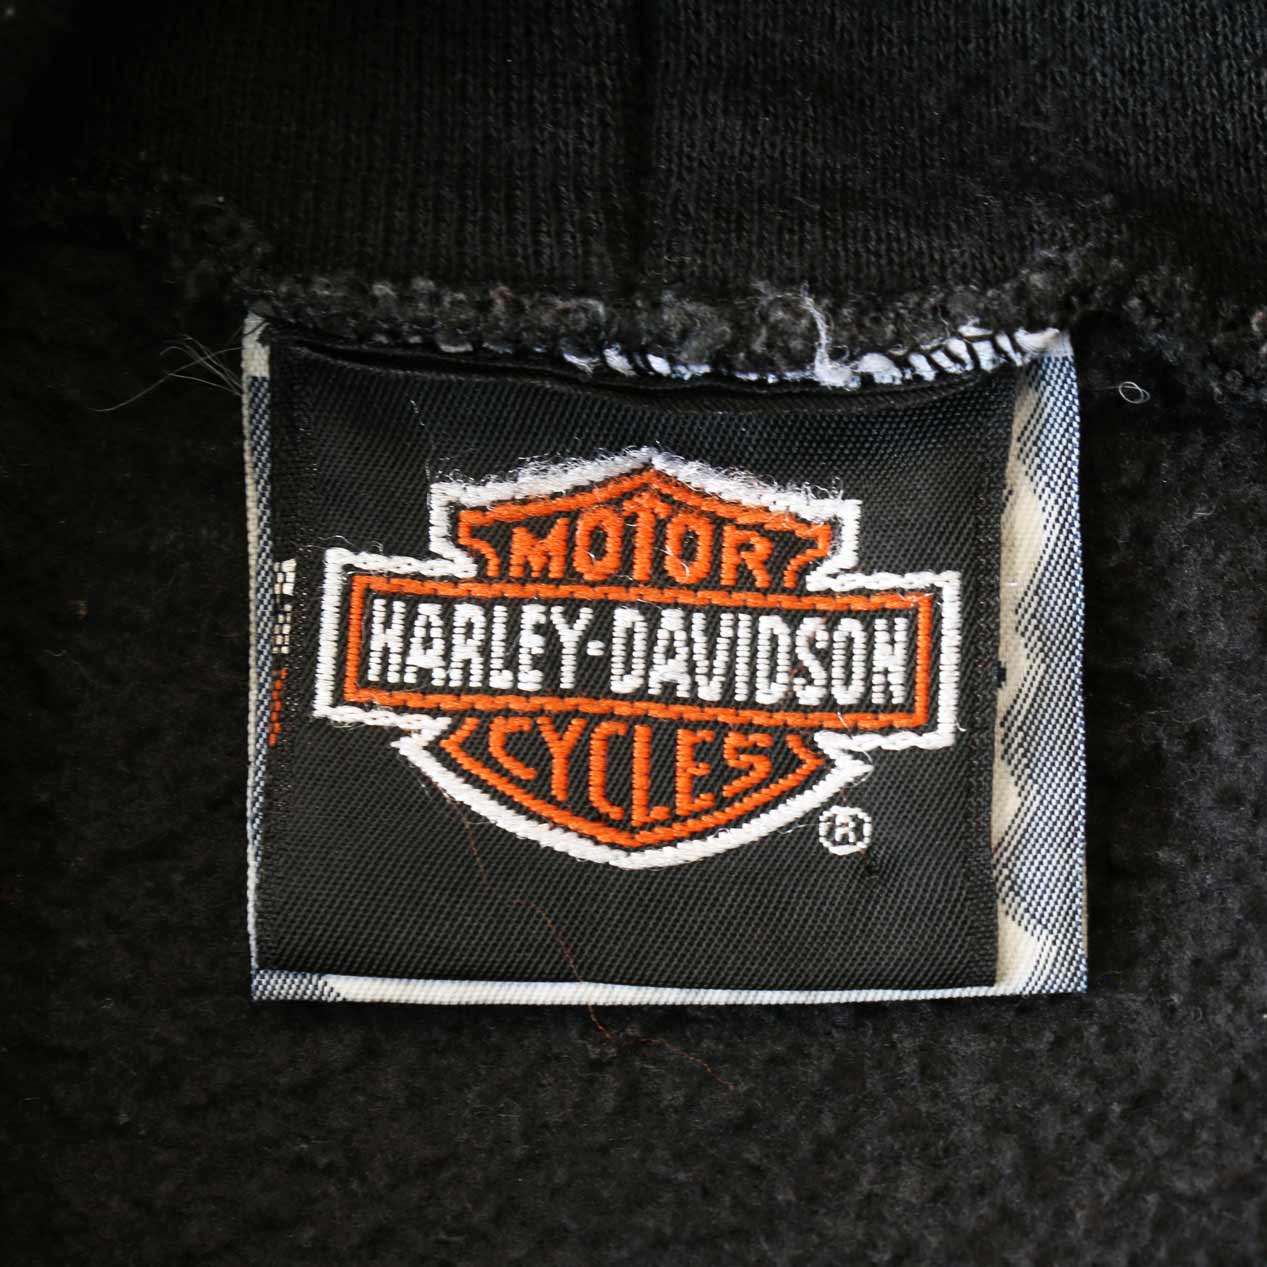 MOTOR
HARLEY-DAVIDSON
CYCLES
®